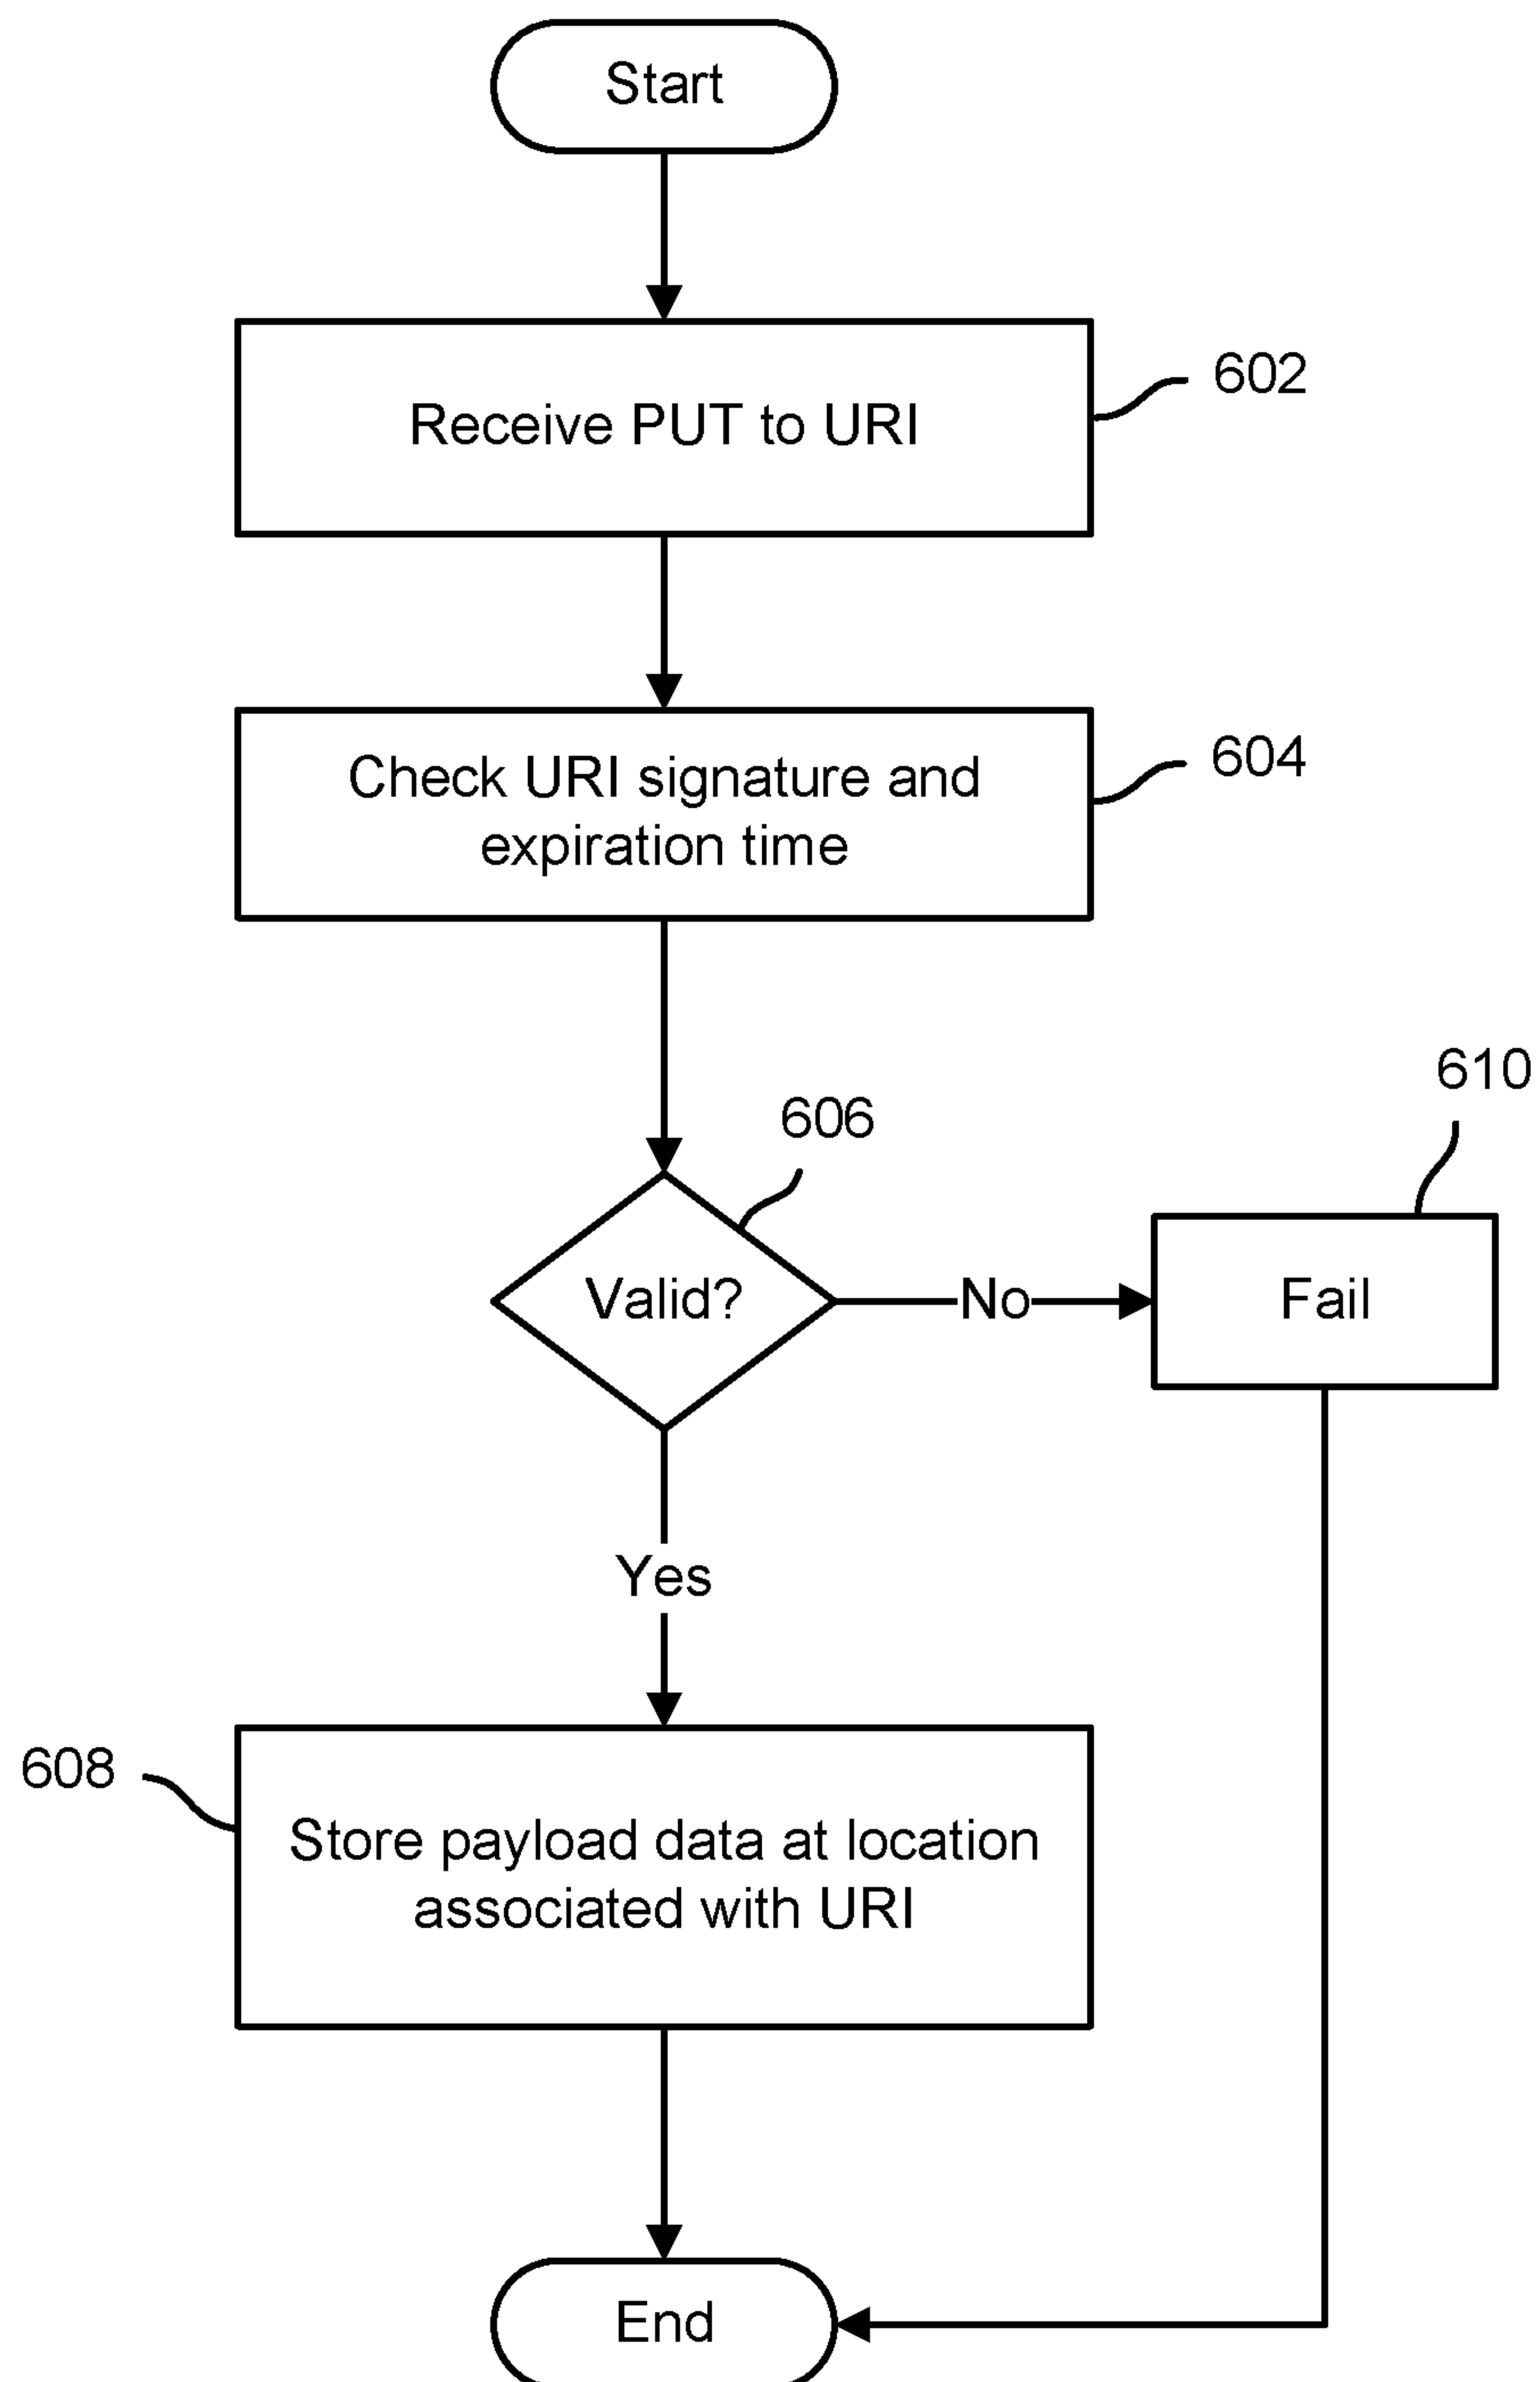 Start
Receive PUT to URI
602
Check URI signature and
expiration time
604
606
610
Valid?
No
Fail
Yes
608
Store payload data at location
associated with URI
End